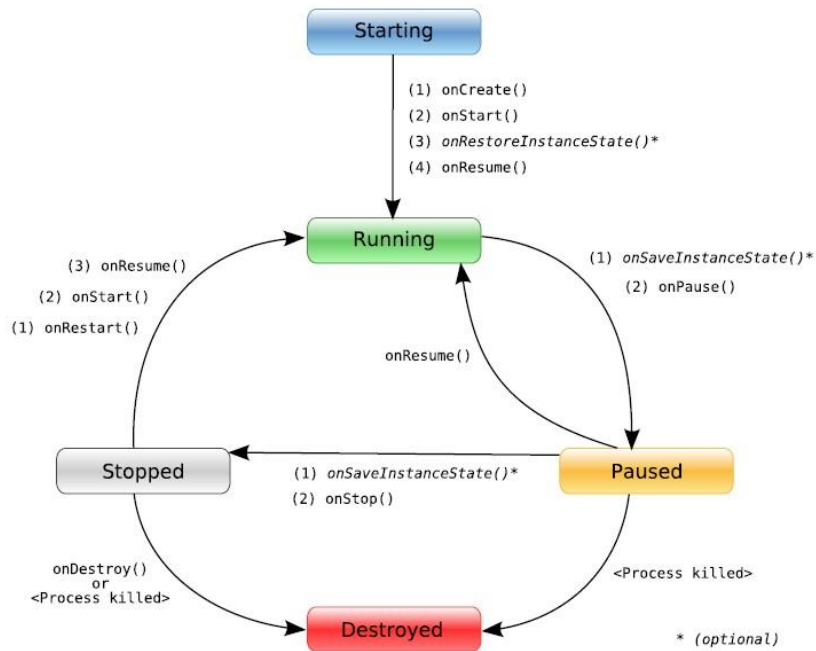 Starting
(1) onCreate()
(2) onStart()
(3) onRestoreInstanceState()*
(4) onResume()
Running
(3) onResume()
(2) onStart()
(1) onRestart()
(1) onSaveInstanceState()*
(2) onPause()
onResume()
Stopped
(1) onSaveInstanceState()*
(2) onStop()
Paused
onDestroy()
or
<Process killed>
<Process killed>
Destroyed
* (optional)